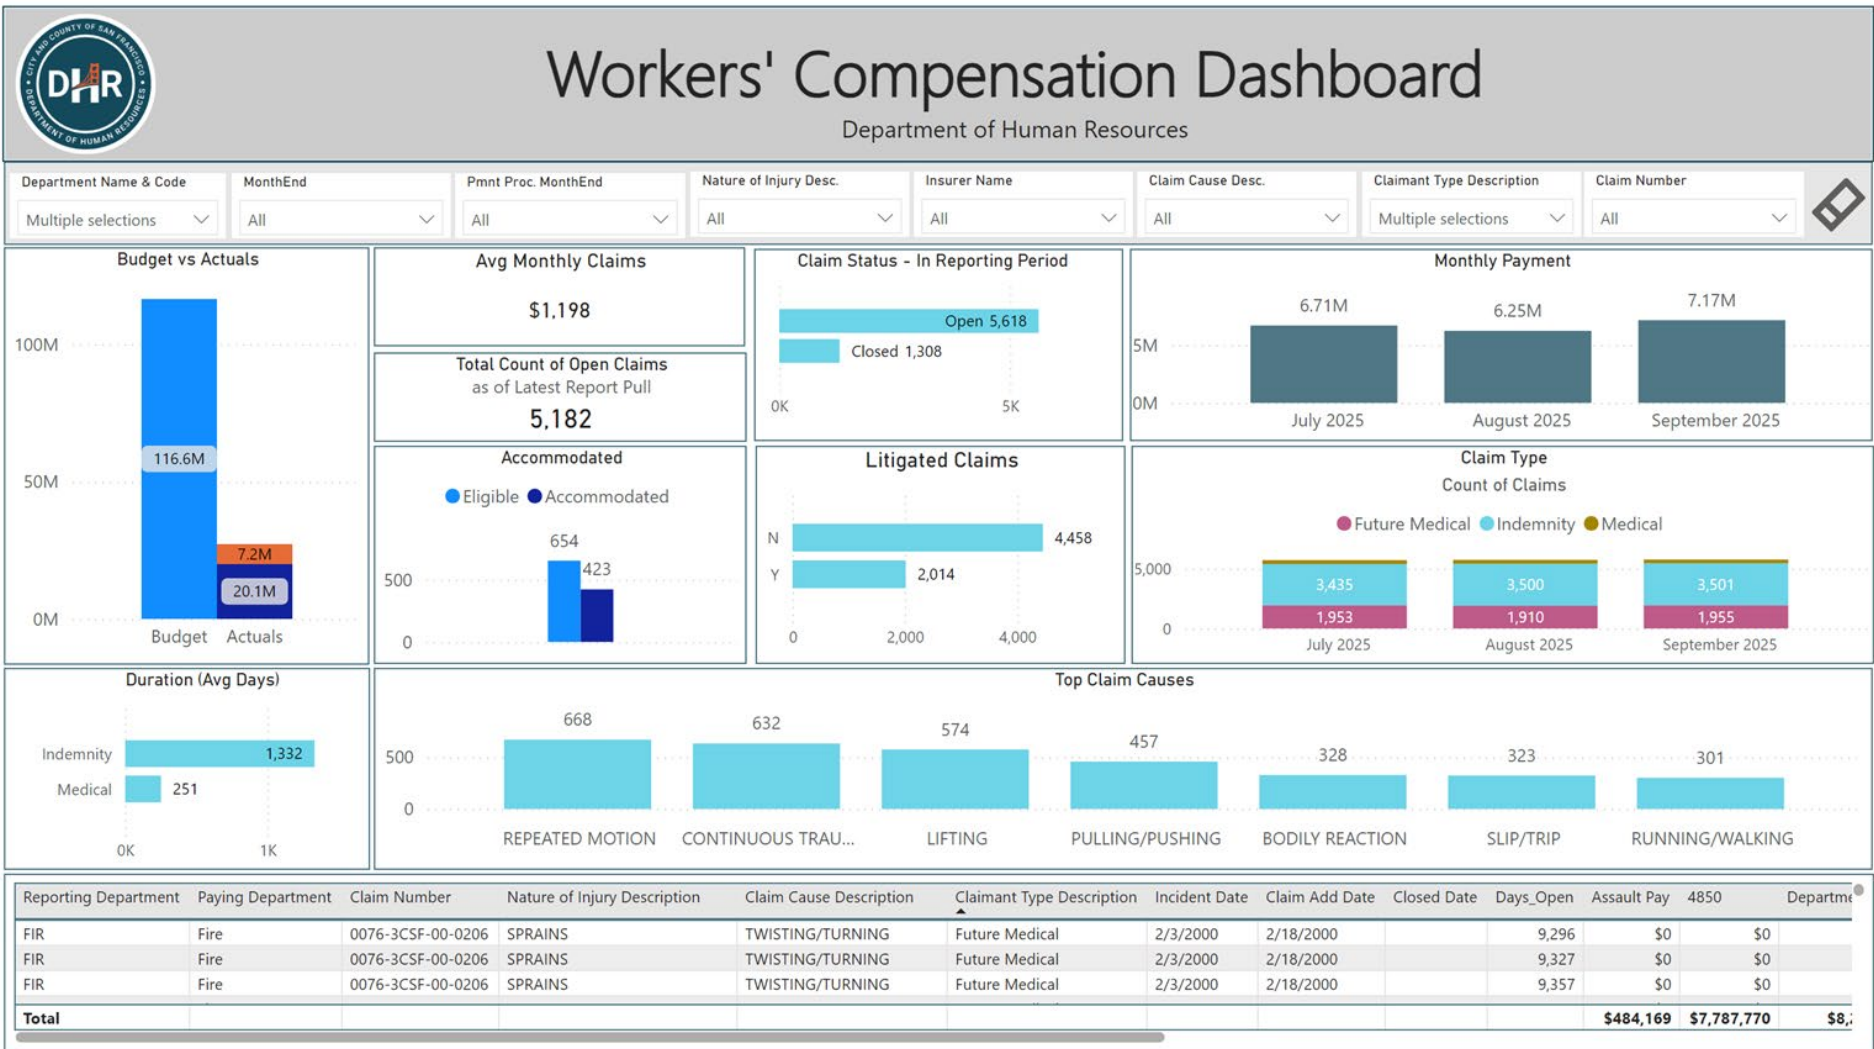 CITY AND COUNTY OF SAN FRANCISCO
DHR
DEPARTMENT OF HUMAN RESOURCES
Workers' Compensation Dashboard
Department of Human Resources
Department Name & Code
Multiple selections
MonthEnd
All
Pmnt Proc. MonthEnd
All
Nature of Injury Desc.
All
Insurer Name
All
Claim Cause Desc.
All
Claimant Type Description
Multiple selections
Claim Number
All
Budget vs Actuals
100M
50M
0M
116.6M
7.2M
20.1M
Budget Actuals
Avg Monthly Claims
$1,198
Total Count of Open Claims
as of Latest Report Pull
5,182
Claim Status - In Reporting Period
Open 5,618
Closed 1,308
0K 5K
Monthly Payment
6.71M 6.25M 7.17M
5M
0M
July 2025 August 2025 September 2025
Accommodated
Eligible Accommodated
654
423
500
0
Litigated Claims
N 4,458
Y 2,014
0 2,000 4,000
Claim Type
Count of Claims
Future Medical Indemnity Medical
5,000
3,435 3,500 3,501
1,953 1,910 1,955
0
July 2025 August 2025 September 2025
Duration (Avg Days)
Indemnity 1,332
Medical 251
0K 1K
Top Claim Causes
668 632 574 457 328 323 301
500
0
REPEATED MOTION CONTINUOUS TRAU... LIFTING PULLING/PUSHING BODILY REACTION SLIP/TRIP RUNNING/WALKING
Reporting Department Paying Department Claim Number Nature of Injury Description Claim Cause Description Claimant Type Description Incident Date Claim Add Date Closed Date Days_Open Assault Pay 4850 Departme
FIR Fire 0076-3CSF-00-0206 SPRAINS TWISTING/TURNING Future Medical 2/3/2000 2/18/2000 9,296 $0 $0
FIR Fire 0076-3CSF-00-0206 SPRAINS TWISTING/TURNING Future Medical 2/3/2000 2/18/2000 9,327 $0 $0
FIR Fire 0076-3CSF-00-0206 SPRAINS TWISTING/TURNING Future Medical 2/3/2000 2/18/2000 9,357 $0 $0
Total $484,169 $7,787,770